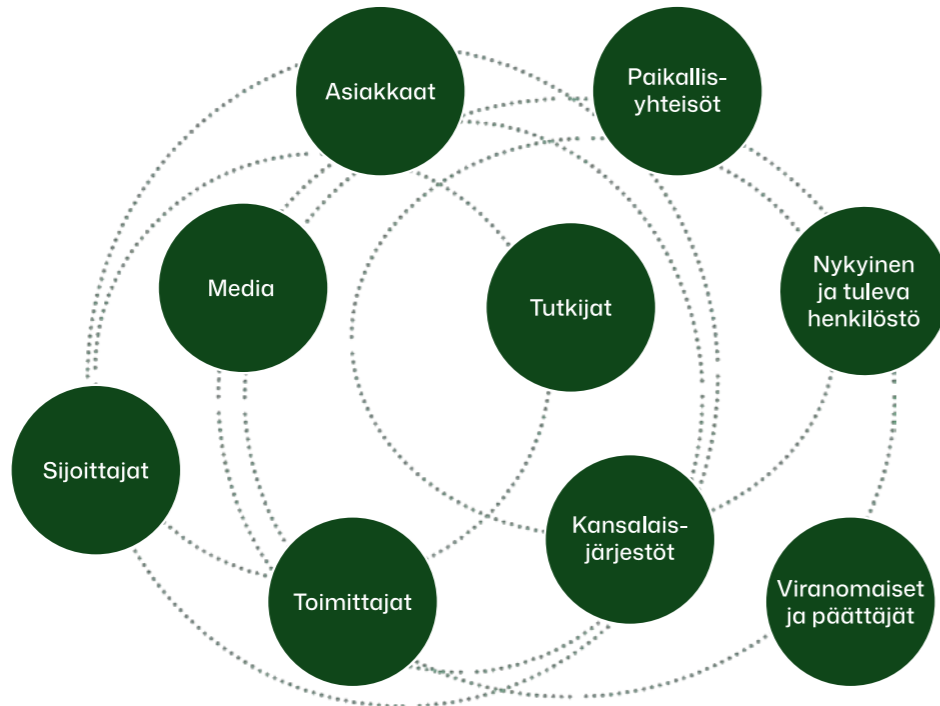 Asiakkaat
Paikallis-
yhteisöt
Media
Tutkijat
Nykyinen
ja tuleva
henkilöstö
Sijoittajat
Kansalais-
järjestöt
Toimittajat
Viranomaiset
ja päättäjät